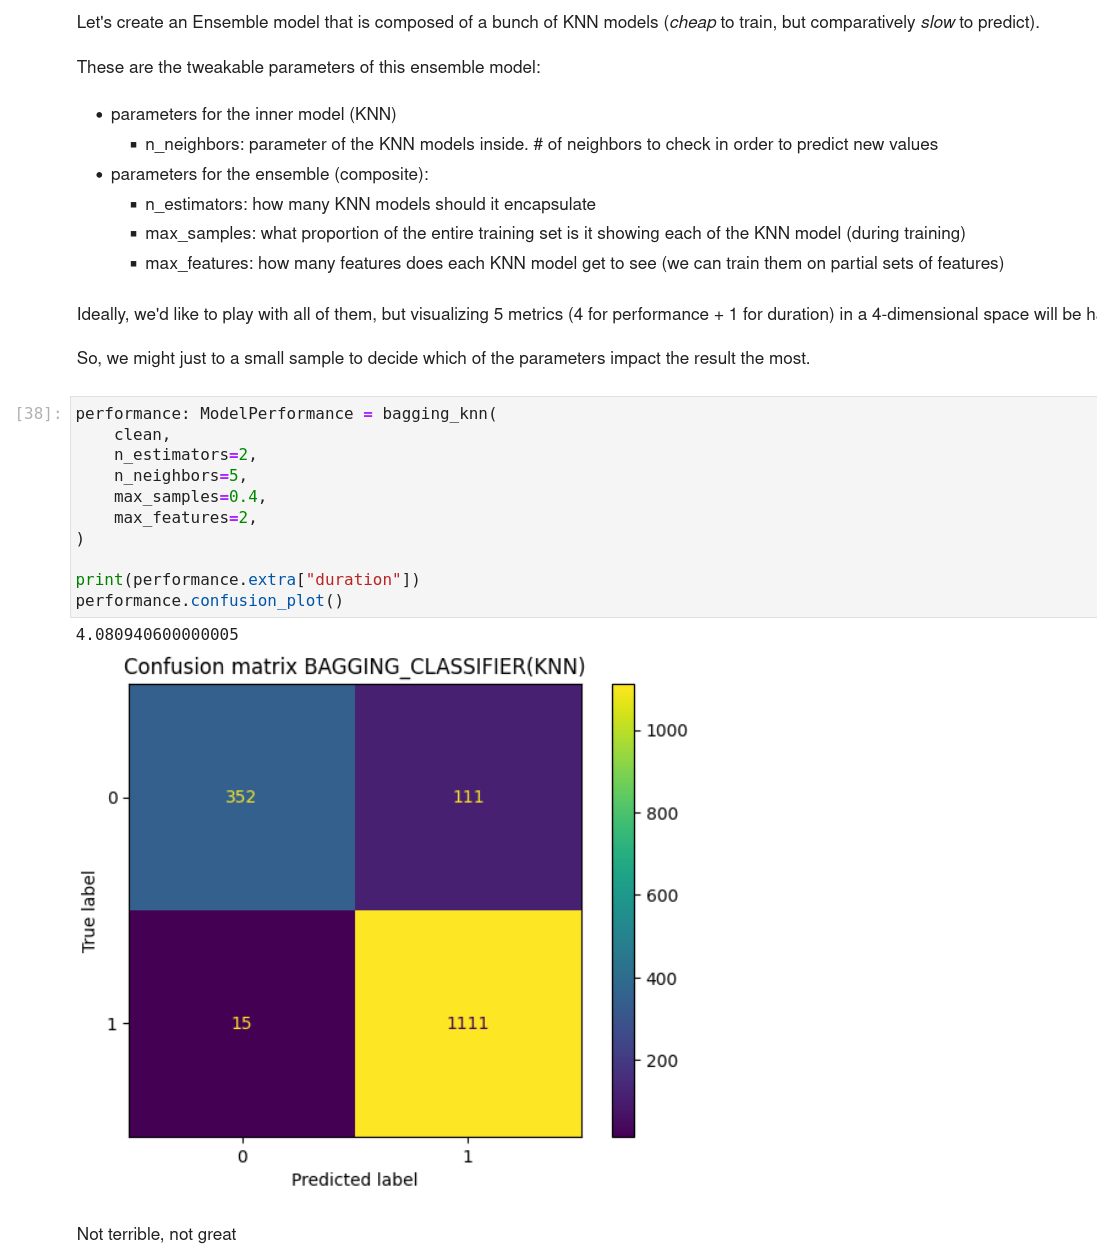 Let's create an Ensemble model that is composed of a bunch of KNN models (cheap to train, but comparatively slow to predict).
These are the tweakable parameters of this ensemble model:
• parameters for the inner model (KNN)
▪ n_neighbors: parameter of the KNN models inside. # of neighbors to check in order to predict new values
• parameters for the ensemble (composite):
▪ n_estimators: how many KNN models should it encapsulate
▪ max_samples: what proportion of the entire training set is it showing each of the KNN model (during training)
▪ max_features: how many features does each KNN model get to see (we can train them on partial sets of features)
Ideally, we'd like to play with all of them, but visualizing 5 metrics (4 for performance + 1 for duration) in a 4-dimensional space will be
So, we might just to a small sample to decide which of the parameters impact the result the most.
[38]: performance: ModelPerformance = bagging_knn(
clean,
n_estimators=2,
n_neighbors=5,
max_samples=0.4,
max_features=2,
)
print(performance.extra["duration"])
performance.confusion_plot()
4.080940600000005
Confusion matrix BAGGING_CLASSIFIER(KNN)
1000
800
600
400
200
0
352
111
True label
1
15
1111
0
1
Predicted label
Not terrible, not great